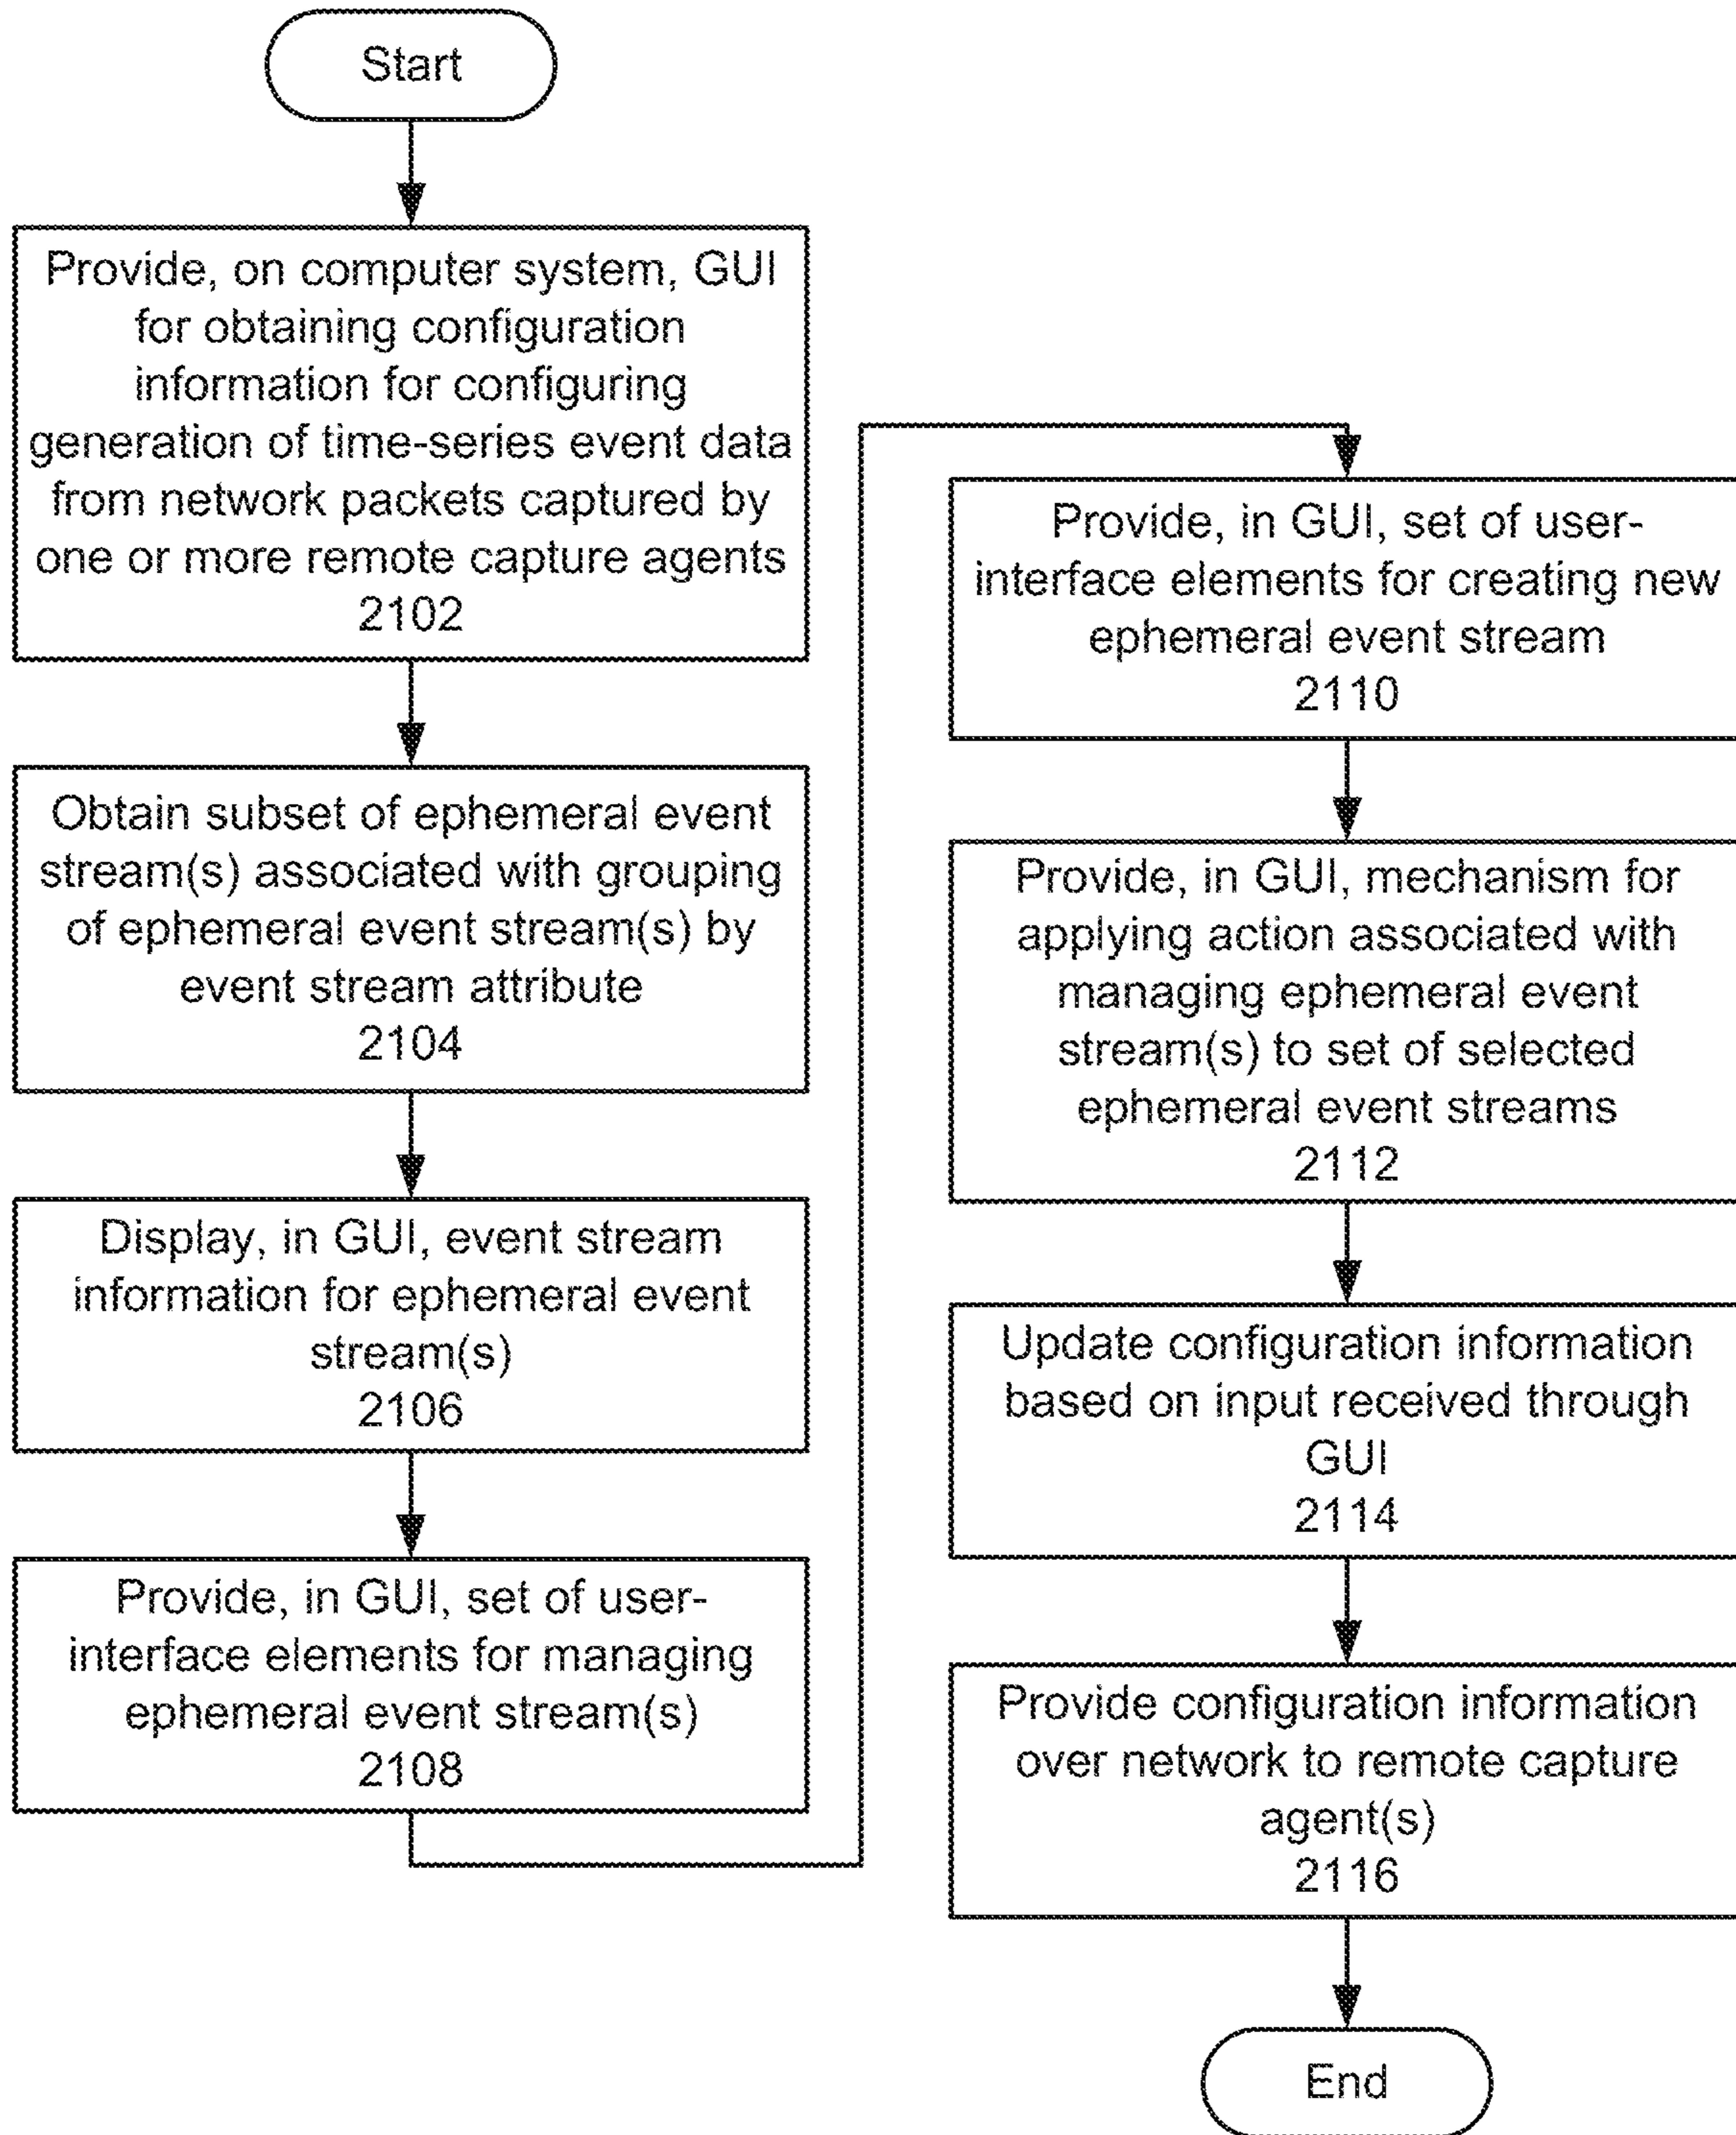 Start
Provide, on computer system, GUI
for obtaining configuration
information for configuring
generation of time-series event data
from network packets captured by
one or more remote capture agents
2102
Obtain subset of ephemeral event
stream(s) associated with grouping
of ephemeral event stream(s) by
event stream attribute
2104
Display, in GUI, event stream
information for ephemeral event
stream(s)
2106
Provide, in GUI, set of user-
interface elements for managing
ephemeral event stream(s)
2108
Provide, in GUI, set of user-
interface elements for creating new
ephemeral event stream
2110
Provide, in GUI, mechanism for
applying action associated with
managing ephemeral event
stream(s) to set of selected
ephemeral event streams
2112
Update configuration information
based on input received through
GUI
2114
Provide configuration information
over network to remote capture
agent(s)
2116
End